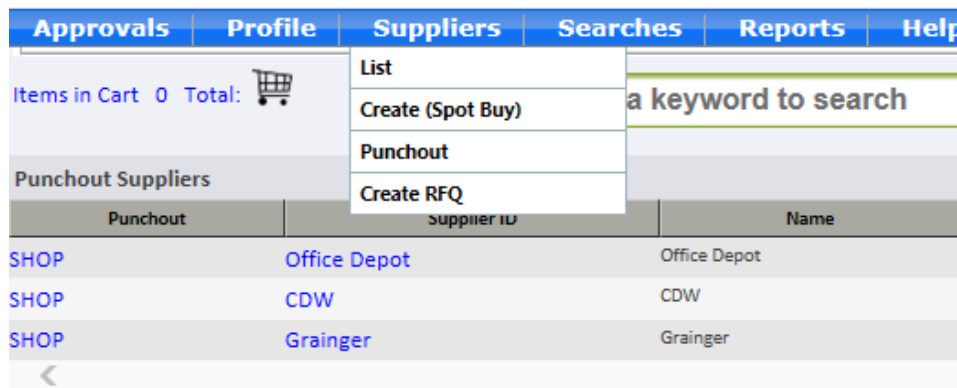 Approvals Profile Suppliers Searches Reports Help
List
Items in Cart 0 Total:
Create (Spot Buy)
a keyword to search
Punchout
Punchout Suppliers
Create RFQ
Punchout Supplier ID Name
SHOP Office Depot Office Depot
SHOP CDW CDW
SHOP Grainger Grainger